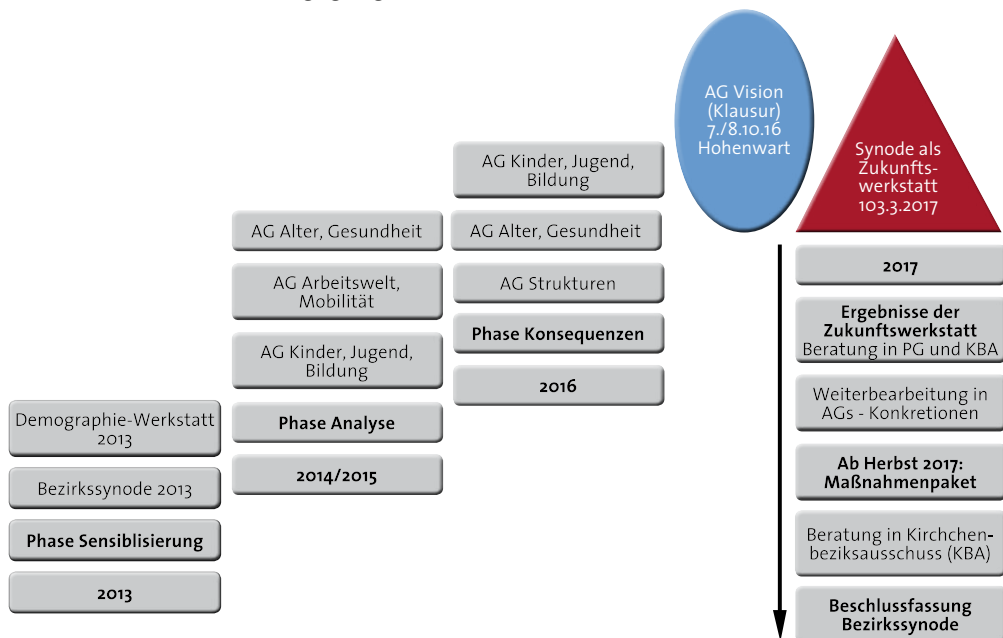 Demographie-Werkstatt
2013
Bezirkssynode 2013
Phase Sensiblisierung
2013
AG Alter, Gesundheit
AG Arbeitswelt,
Mobilität
AG Kinder, Jugend,
Bildung
Phase Analyse
2014/2015
AG Kinder, Jugend,
Bildung
AG Alter, Gesundheit
AG Strukturen
Phase Konsequenzen
2016
AG Vision
(Klausur)
7./8.10.16
Hohenwart
Synode als
Zukunfts-
werkstatt
103.3.2017
2017
Ergebnisse der
Zukunftswerkstatt
Beratung in PG und KBA
Weiterbearbeitung in
AGs - Konkretionen
Ab Herbst 2017:
Maßnahmenpaket
Beratung in Kirchchen-
beziksausschuss (KBA)
Beschlussfassung
Bezirkssynode